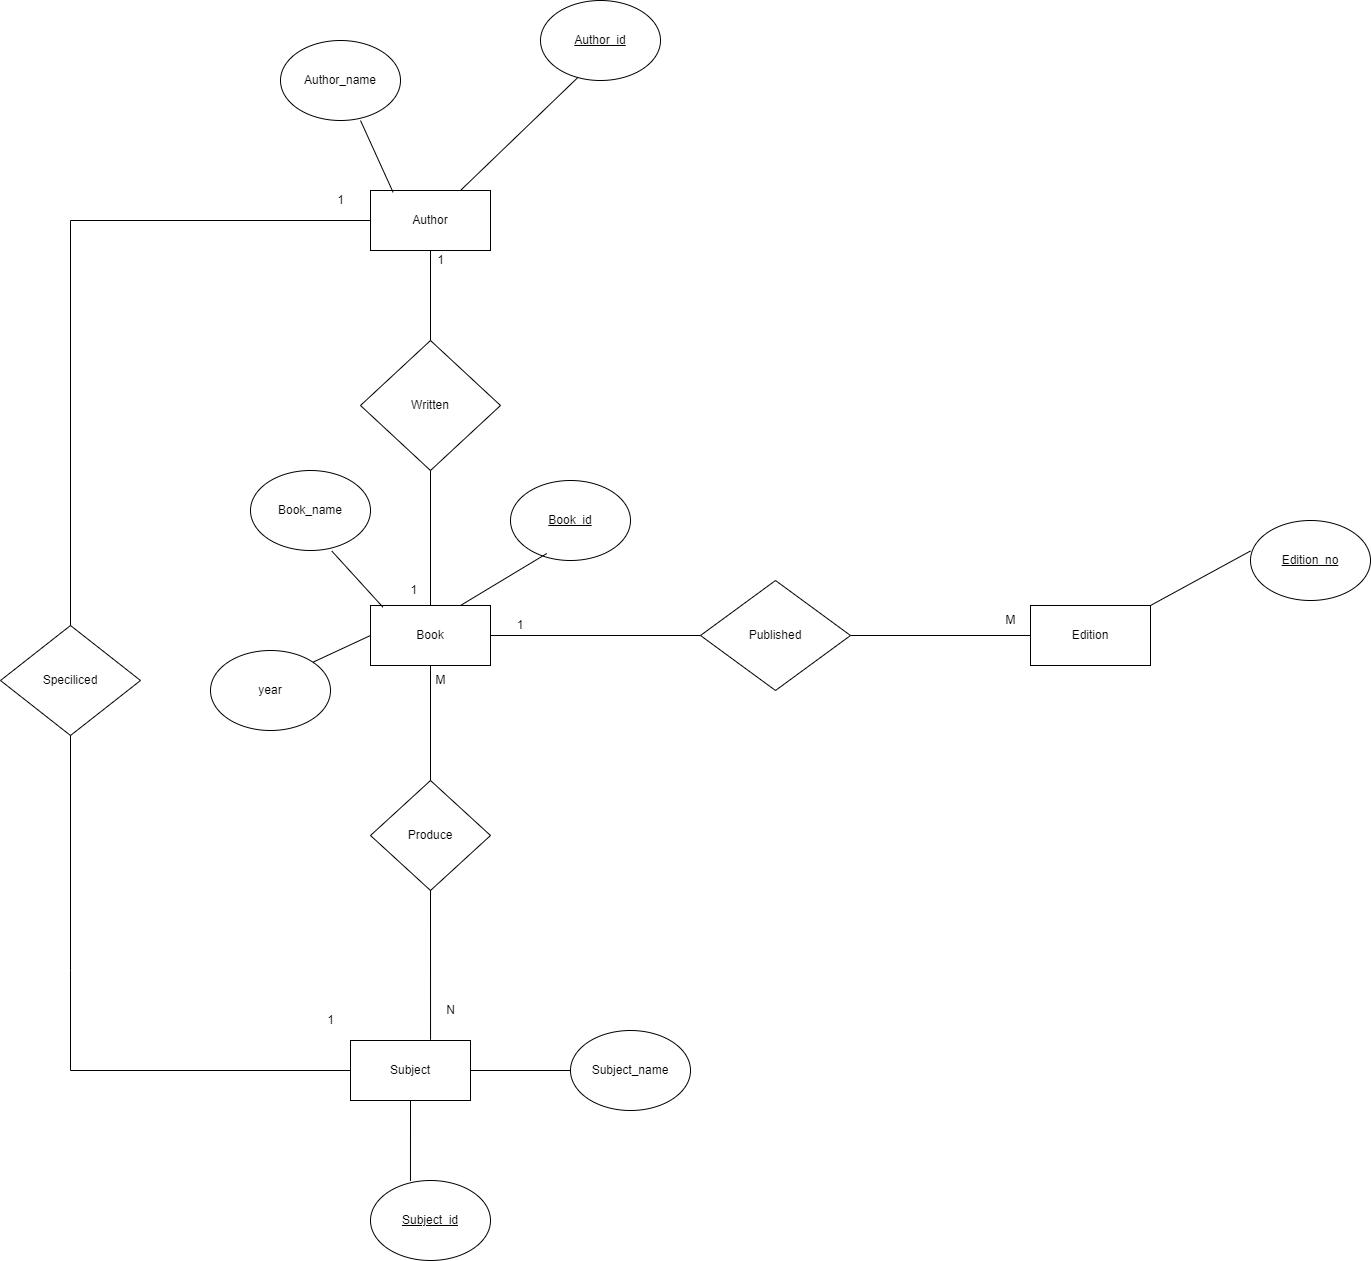 Author_id
Author_name
1
Author
1
Written
Book_name
Book_id
Edition_no
1
Book
1
Published
M
Edition
M
Speciliced
year
Produce
N
1
Subject
Subject_name
Subject_id